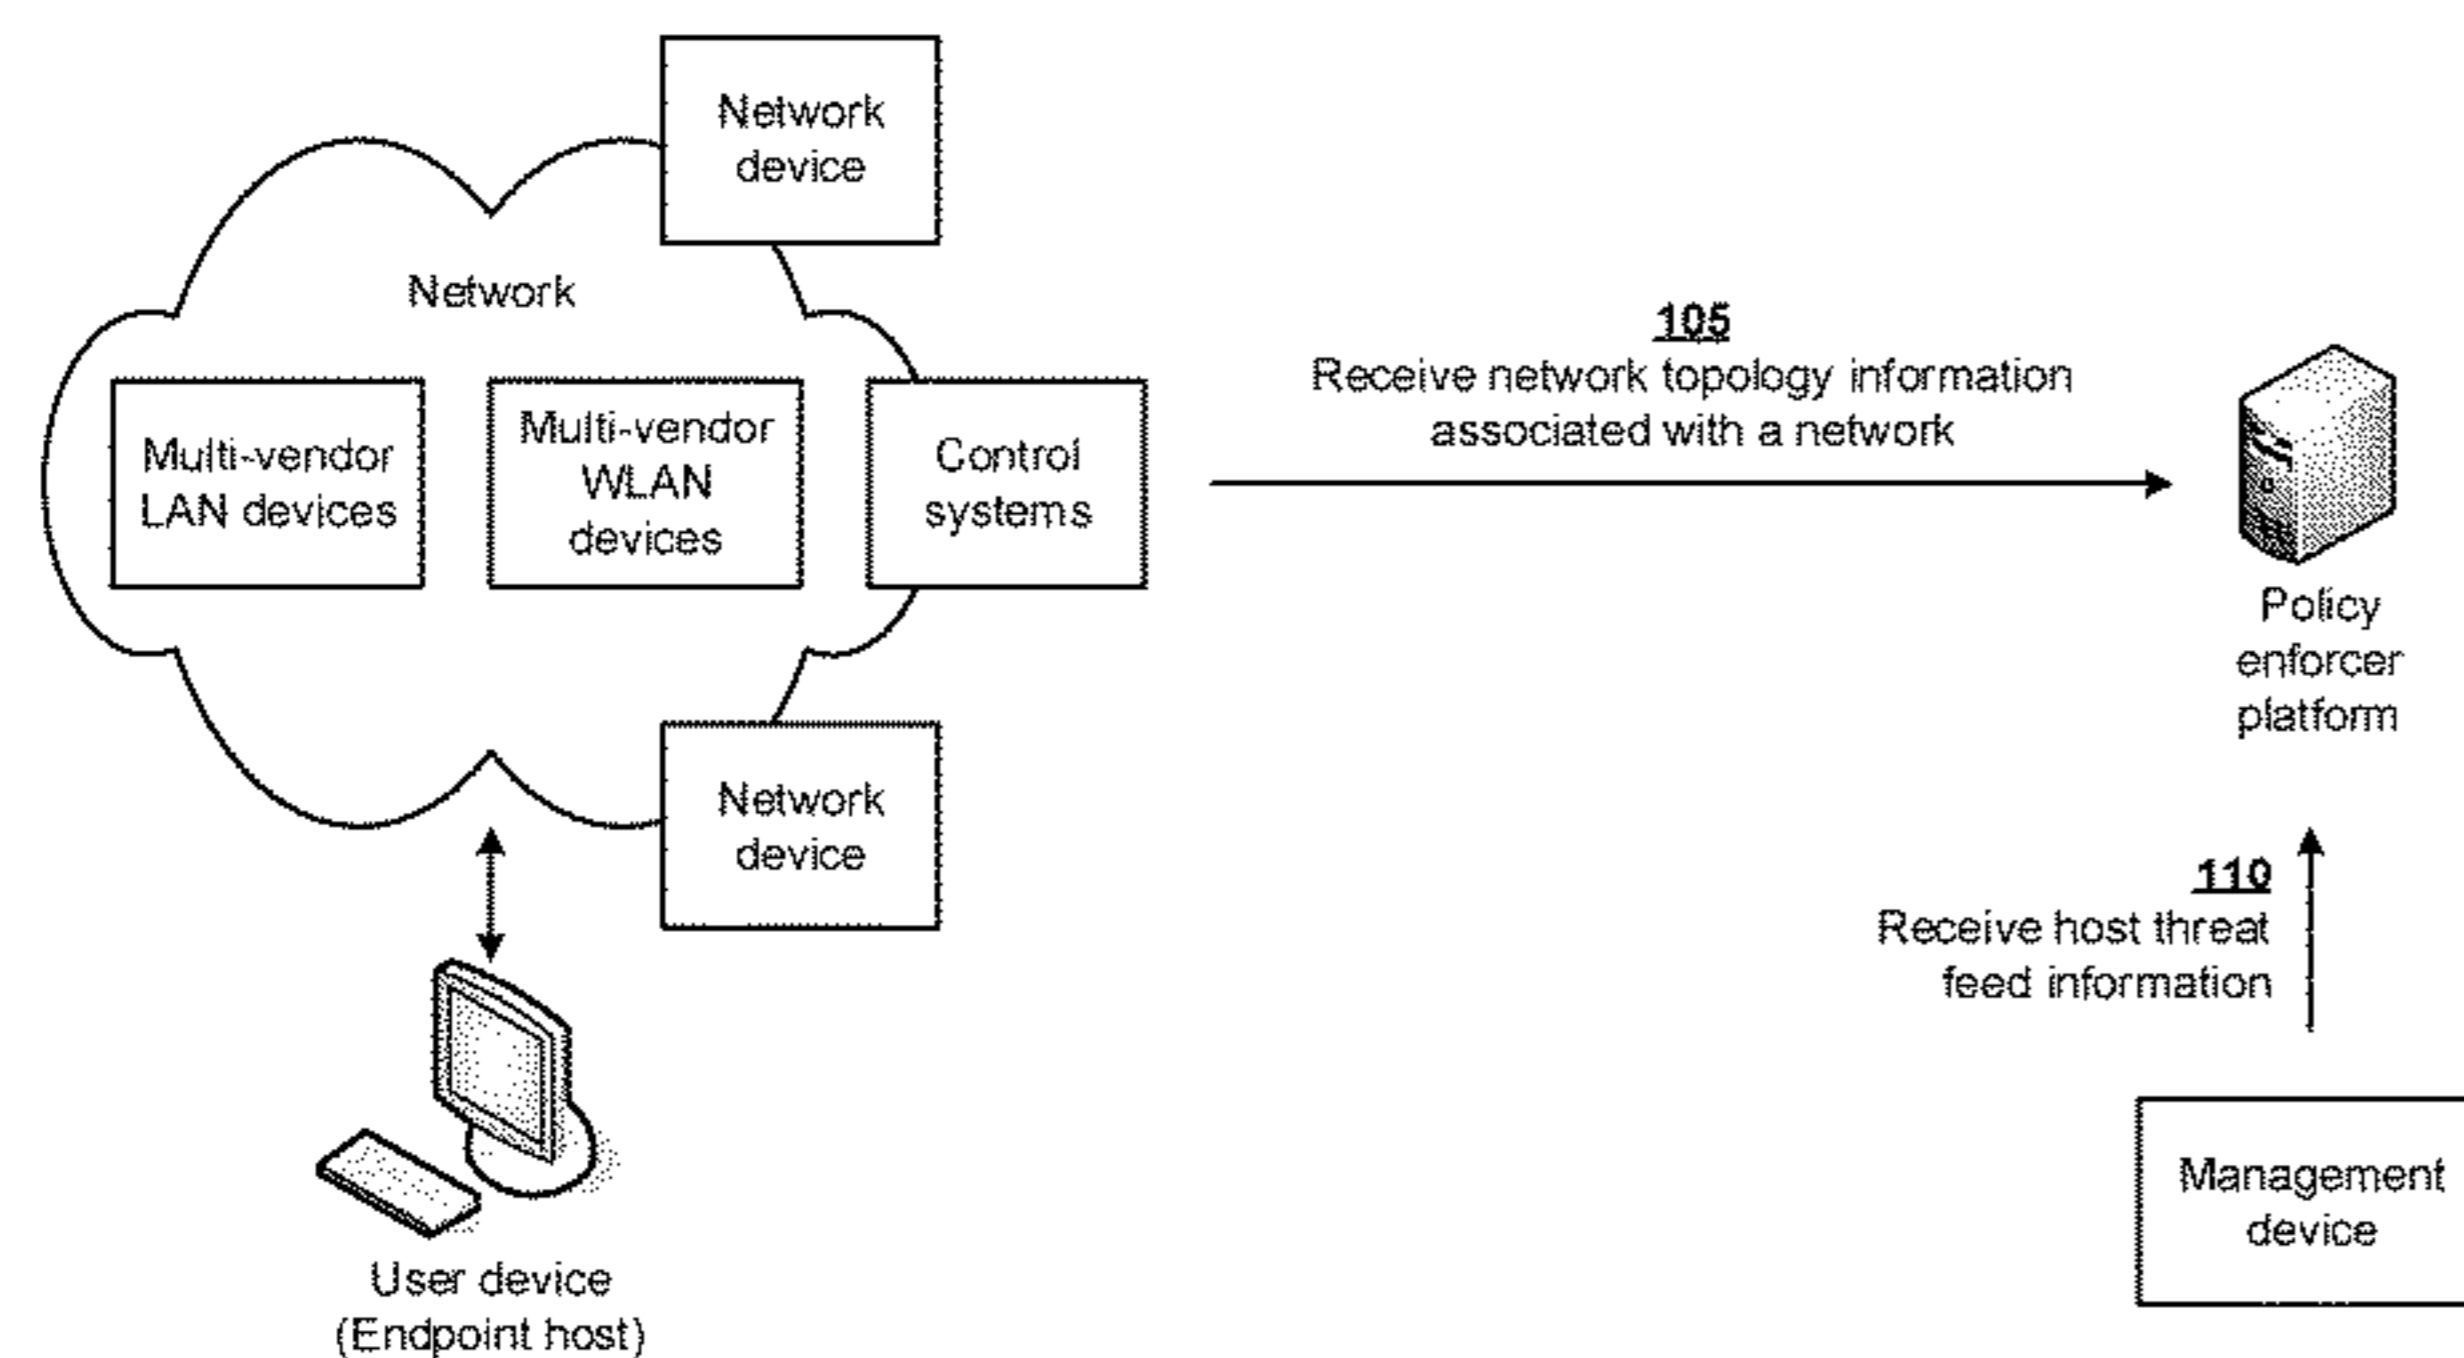 Network
device
Network
Multi-vendor
LAN devices
Multi-vendor
WLAN
devices
Control
systems
Network
device
User device
(Endpoint host)
105
Receive network topology information
associated with a network
Policy
enforcer
platform
110
Receive host threat
feed information
Management
device